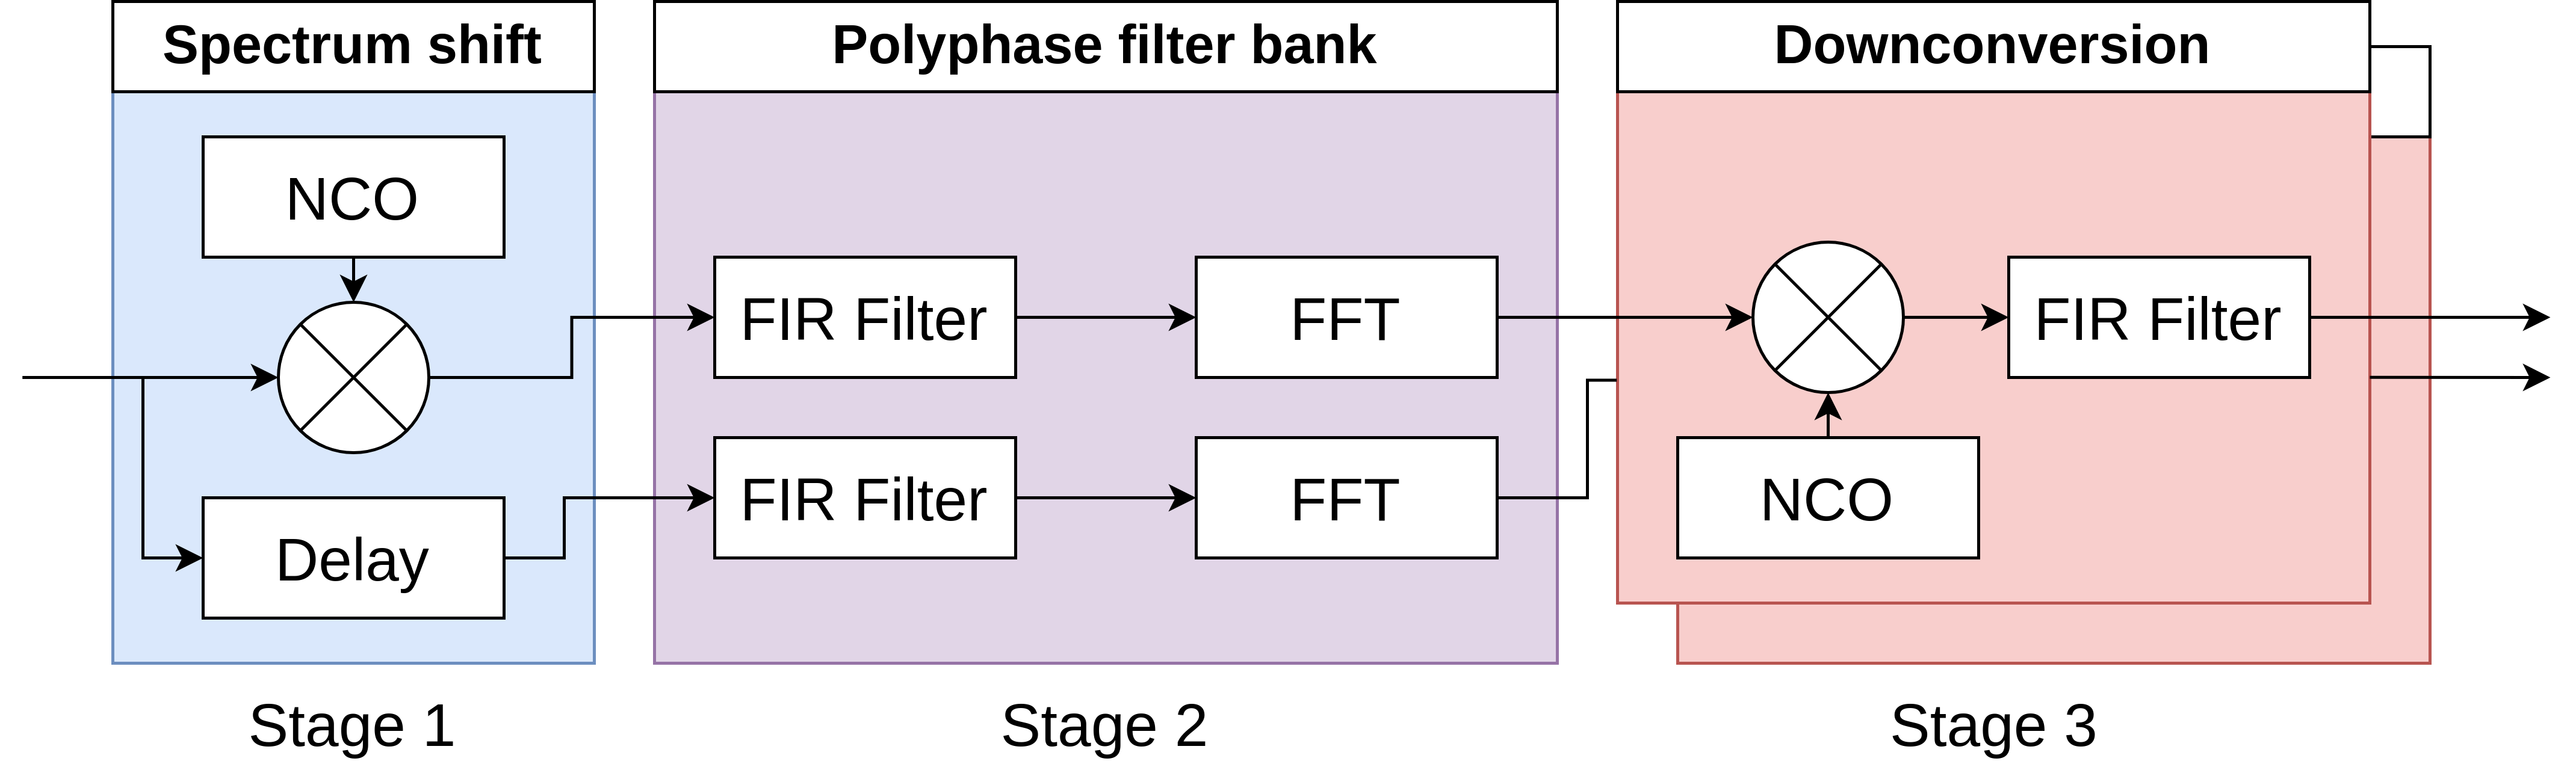 Spectrum shift
NCO
Delay
Stage 1
Polyphase filter bank
FIR Filter
FFT
FIR Filter
FFT
Stage 2
Downconversion
FIR Filter
NCO
Stage 3